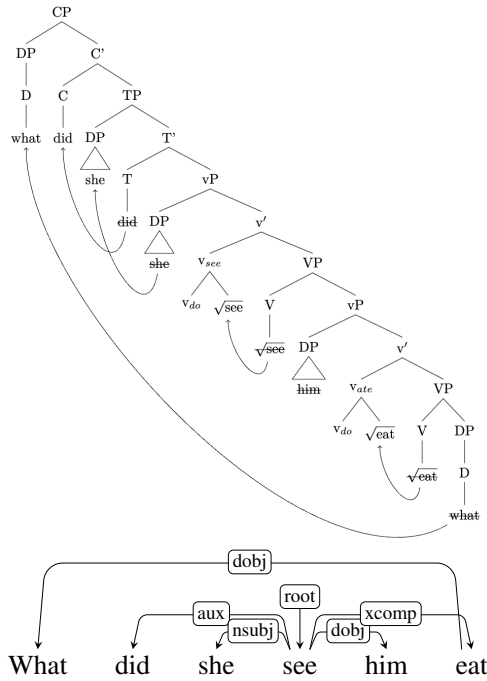 CP
DP C'
D C TP
what did DP T'
she T vP
did DP v′
she v_see VP
v_do √see V vP
√see DP v′
him v_ate VP
v_do √eat V DP
√eat D
what
dobj
root
aux xcomp
nsubj dobj
What did she see him eat